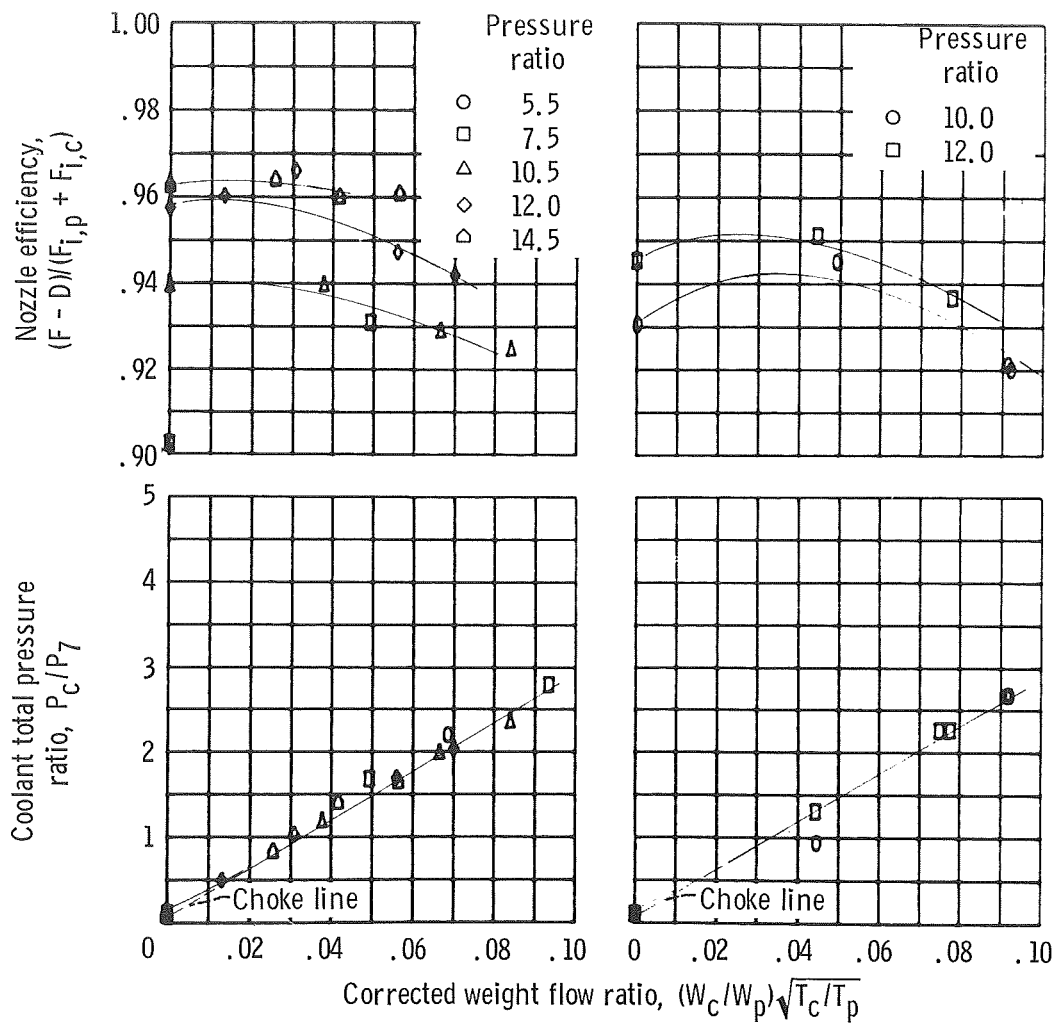 Nozzle efficiency,
(F - D)/(F_i,p + F_i,c)
1.00
.98
.96
.94
.92
.90
Pressure
ratio
5.5
7.5
10.5
12.0
14.5
Pressure
ratio
10.0
12.0
Coolant total pressure
ratio, P_c/P_7
5
4
3
2
1
0
Choke line
Choke line
0 .02 .04 .06 .08 .10
0 .02 .04 .06 .08 .10
Corrected weight flow ratio, (W_c/W_p)√T_c/T_p